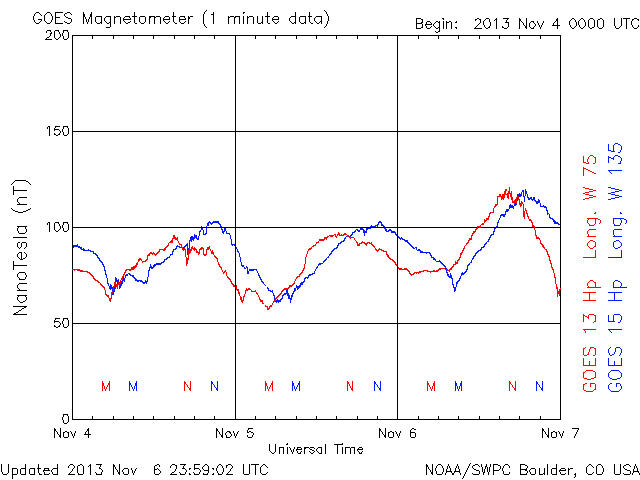 GOES Magnetometer (1 minute data)
Begin: 2013 Nov 4 0000 UTC
200
150
100
50
0
NanoTesla (nT)
M M N N M M N N M M N N
Nov 4 Nov 5 Nov 6 Nov 7
Universal Time
GOES 13 Hp Long. W 75
GOES 15 Hp Long. W 135
Updated 2013 Nov 6 23:59:02 UTC
NOAA/SWPC Boulder, CO USA